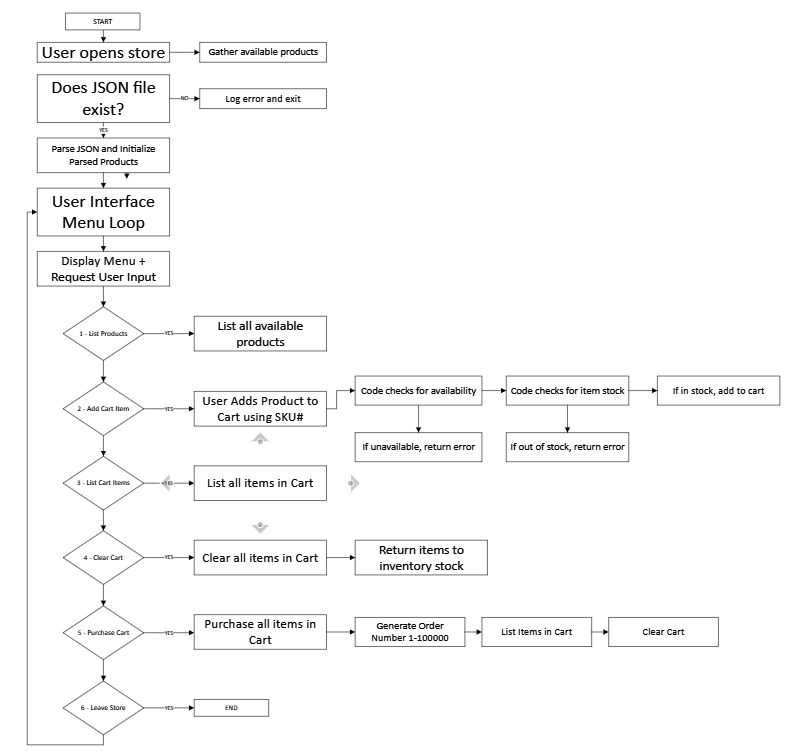 START
User opens store
Gather available products
Does JSON file
exist?
NO
Log error and exit
YES
Parse JSON and Initialize
Parsed Products
User Interface
Menu Loop
Display Menu +
Request User Input
1 - List Products
YES
List all available
products
2 - Add Cart Item
YES
User Adds Product to
Cart using SKU#
Code checks for availability
Code checks for item stock
If in stock, add to cart
If unavailable, return error
If out of stock, return error
3 - List Cart Items
YES
List all items in Cart
4 - Clear Cart
YES
Clear all items in Cart
Return items to
inventory stock
5 - Purchase Cart
YES
Purchase all items in
Cart
Generate Order
Number 1-100000
List Items in Cart
Clear Cart
6 - Leave Store
YES
END